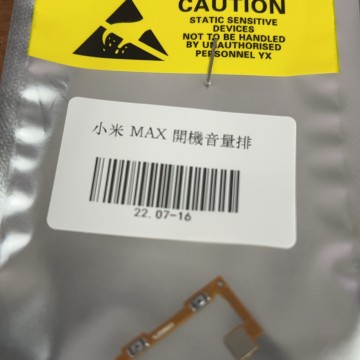 CAUTION
STATIC SENSITIVE
DEVICES
NOT TO BE HANDLED
BY UNAUTHORISED
PERSONNEL YX
小米 MAX 開機音量排
22.07-16